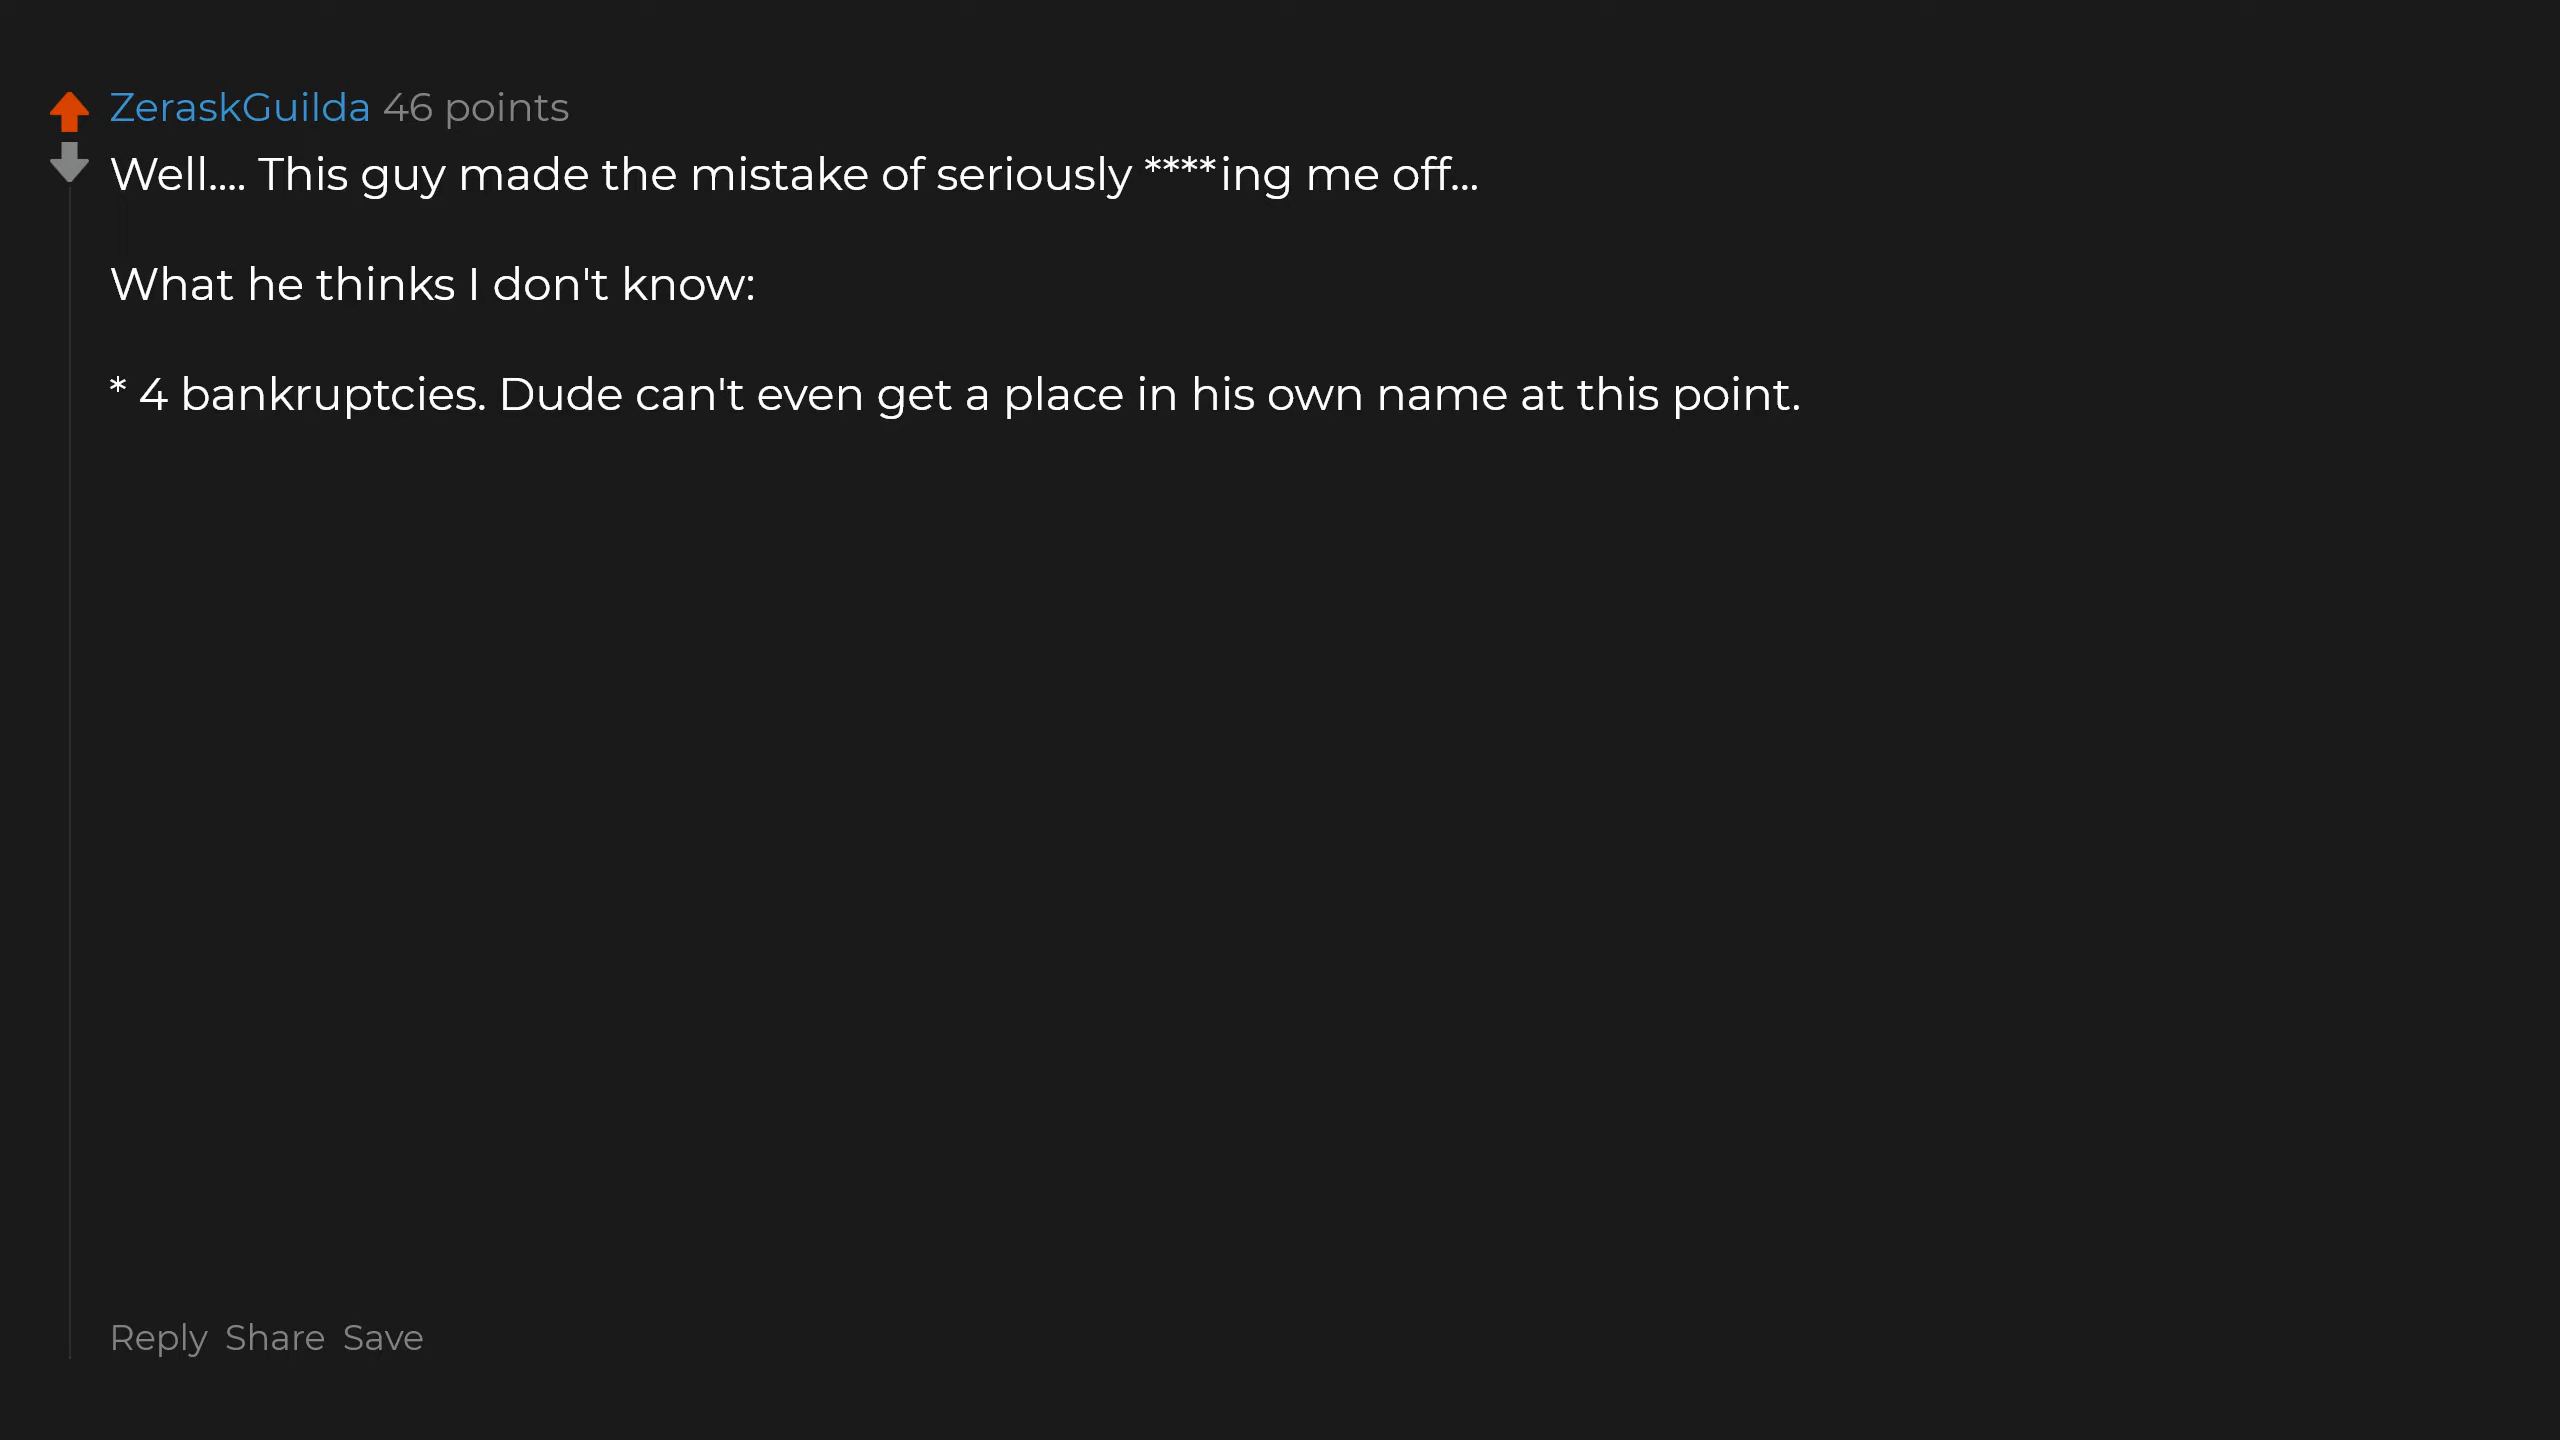 ZeraskGuilda 46 points
Well.... This guy made the mistake of seriously ****ing me off...
What he thinks I don't know:
* 4 bankruptcies. Dude can't even get a place in his own name at this point.
Reply Share Save